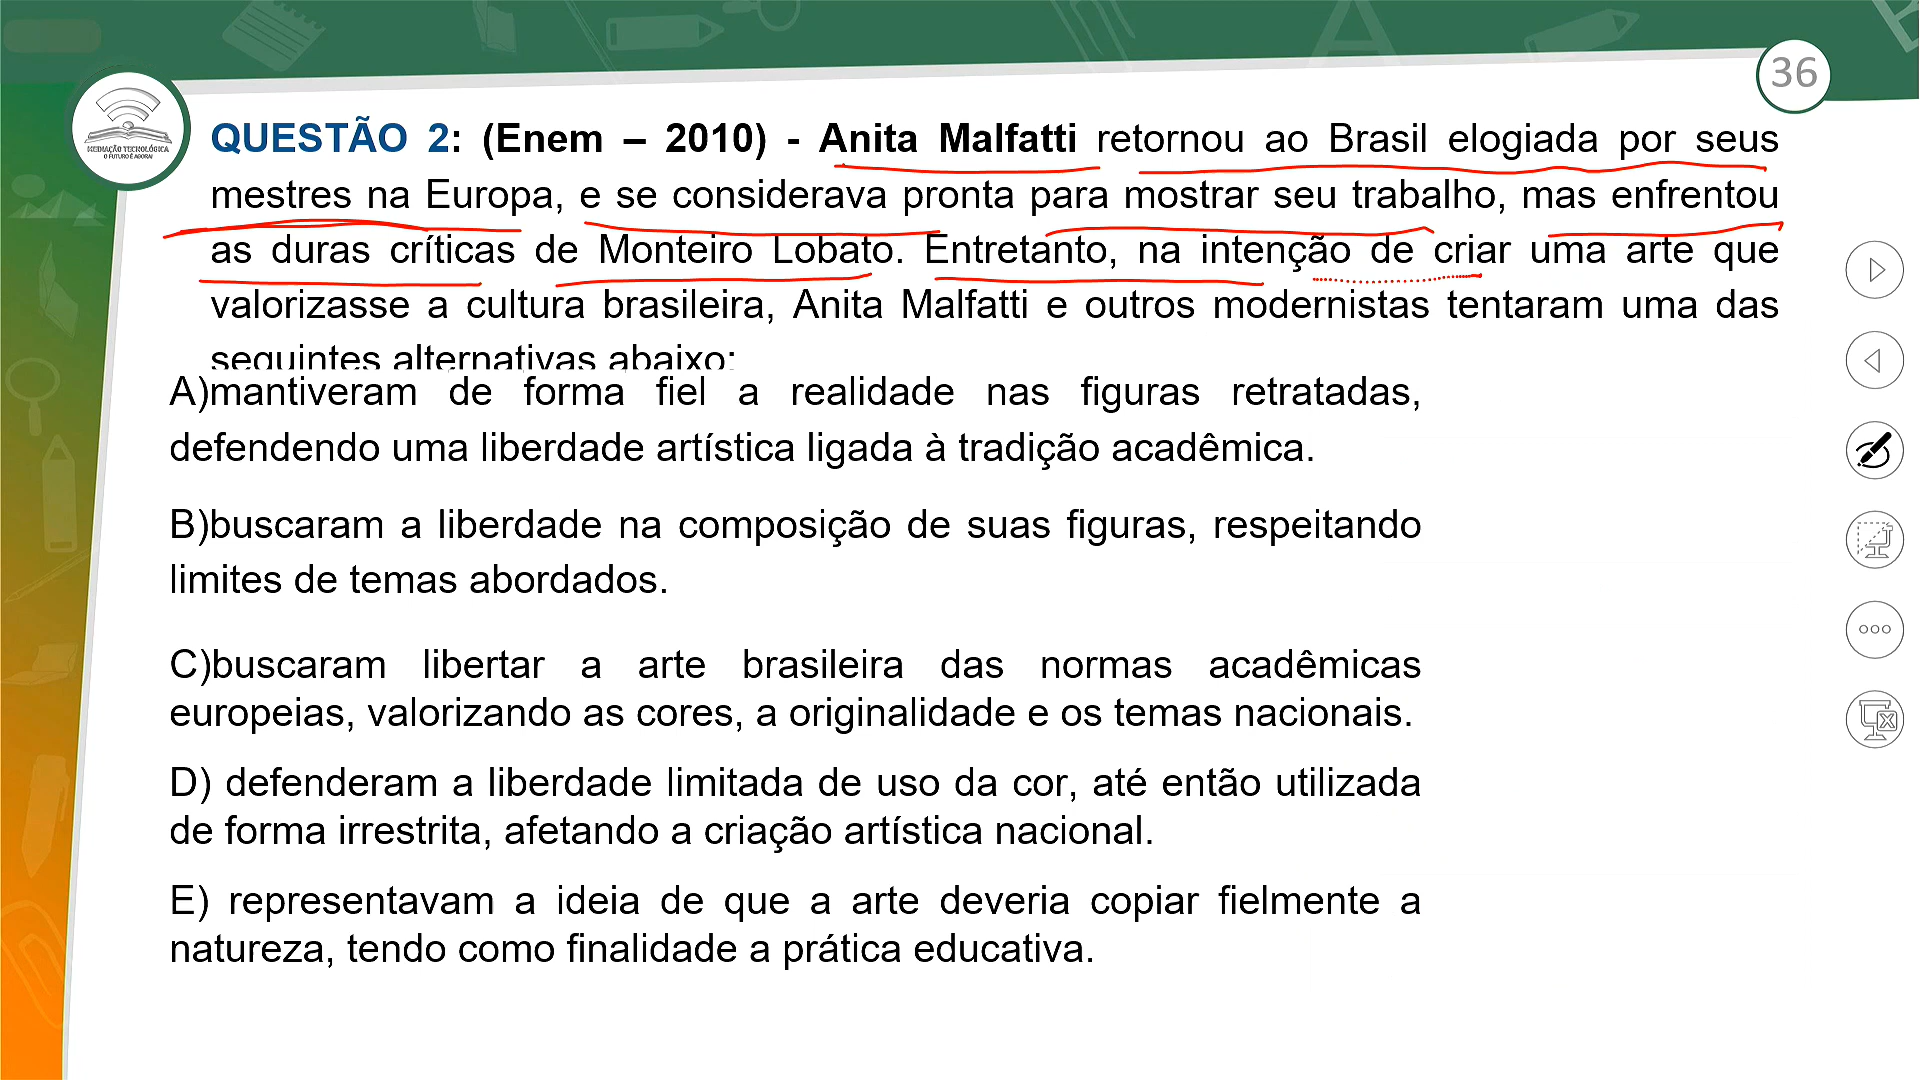 36
MEDIAÇÃO TECNOLÓGICA
O FUTURO É AGORA!
QUESTÃO 2: (Enem – 2010) - Anita Malfatti retornou ao Brasil elogiada por seus
mestres na Europa, e se considerava pronta para mostrar seu trabalho, mas enfrentou
as duras críticas de Monteiro Lobato. Entretanto, na intenção de criar uma arte que
valorizasse a cultura brasileira, Anita Malfatti e outros modernistas tentaram uma das
seguintes alternativas abaixo:
A)mantiveram de forma fiel a realidade nas figuras retratadas,
defendendo uma liberdade artística ligada à tradição acadêmica.
B)buscaram a liberdade na composição de suas figuras, respeitando
limites de temas abordados.
C)buscaram libertar a arte brasileira das normas acadêmicas
europeias, valorizando as cores, a originalidade e os temas nacionais.
D) defenderam a liberdade limitada de uso da cor, até então utilizada
de forma irrestrita, afetando a criação artística nacional.
E) representavam a ideia de que a arte deveria copiar fielmente a
natureza, tendo como finalidade a prática educativa.